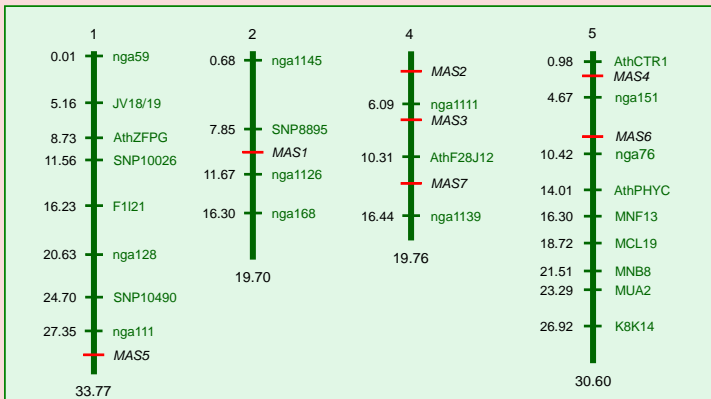 1
0.01 nga59
5.16 JV18/19
8.73 AthZFPG
11.56 SNP10026
16.23 F1I21
20.63 nga128
24.70 SNP10490
27.35 nga111
MAS5
33.77
2
0.68 nga1145
7.85 SNP8895
MAS1
11.67 nga1126
16.30 nga168
19.70
4
MAS2
6.09 nga1111
MAS3
10.31 AthF28J12
MAS7
16.44 nga1139
19.76
5
0.98 AthCTR1
MAS4
4.67 nga151
MAS6
10.42 nga76
14.01 AthPHYC
16.30 MNF13
18.72 MCL19
21.51 MNB8
23.29 MUA2
26.92 K8K14
30.60